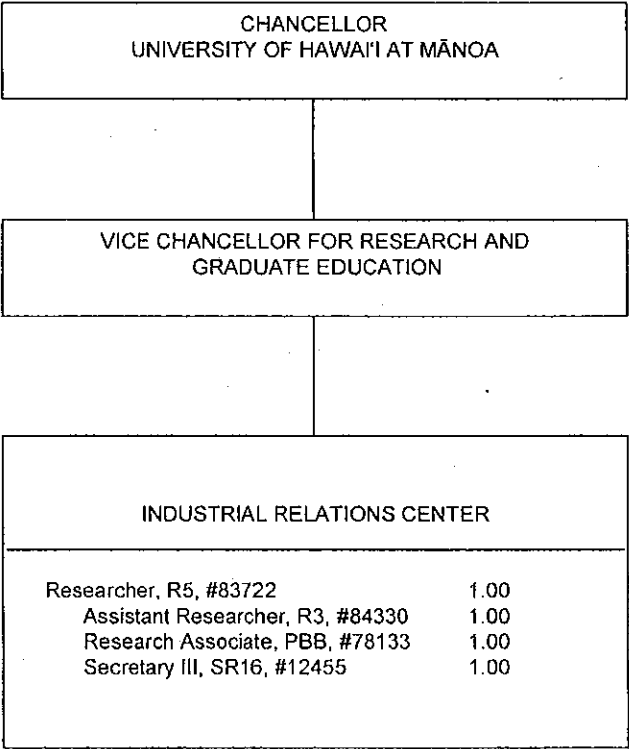 CHANCELLOR
UNIVERSITY OF HAWAI'I AT MĀNOA
VICE CHANCELLOR FOR RESEARCH AND
GRADUATE EDUCATION
INDUSTRIAL RELATIONS CENTER
Researcher, R5, #83722 1.00
Assistant Researcher, R3, #84330 1.00
Research Associate, PBB, #78133 1.00
Secretary III, SR16, #12455 1.00